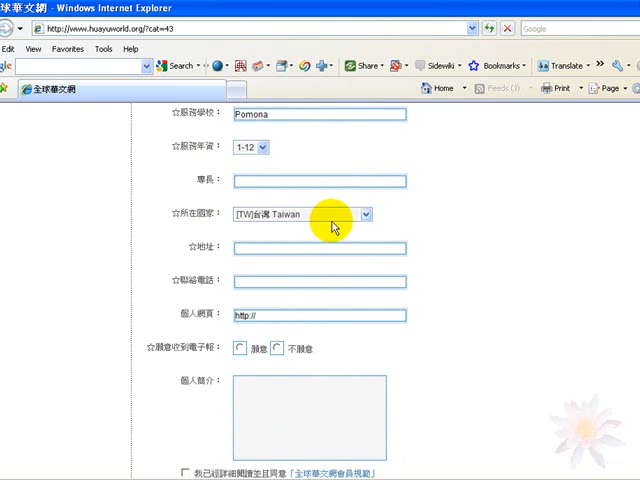 球華文網 - Windows Internet Explorer
http://www.huayuworld.org/?cat=43
Google
Edit View Favorites Tools Help
gle Search Share Sidewiki Bookmarks Translate »
全球華文網 Home Feeds (3) Print Page
☆服務學校： Pomona
☆服務年資： 1-12
專長：
☆所在國家： [TW]台灣 Taiwan
☆地址：
☆聯絡電話：
個人網頁： http://
☆願意收到電子報： 願意 不願意
個人簡介：
我已經詳細閱讀並且同意「全球華文網會員規範」